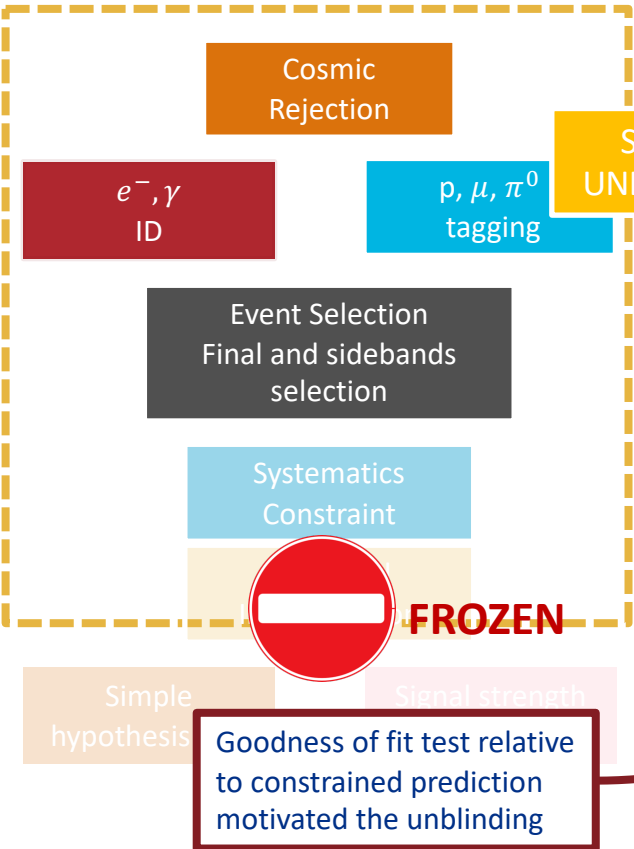 Cosmic
Rejection
e⁻, γ
ID
p, μ, π⁰
tagging
Event Selection
Final and sidebands
selection
Systematics
Constraint
FROZEN
Simple
hypothesis
Signal strength
Goodness of fit test relative
to constrained prediction
motivated the unblinding